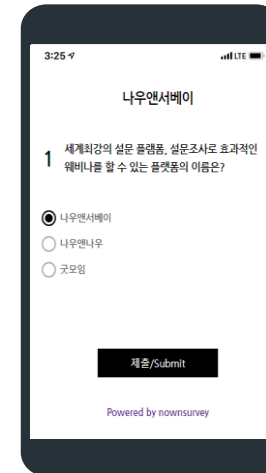 3:25
LTE
나우앤서베이
1
세계최강의 설문 플램폼, 설문조사로 효과적인
웨비나를 할 수 있는 플랫폼의 이름은?
나우앤서베이
나우앤나우
굿모임
제출/Submit
Powered by nownsurvey